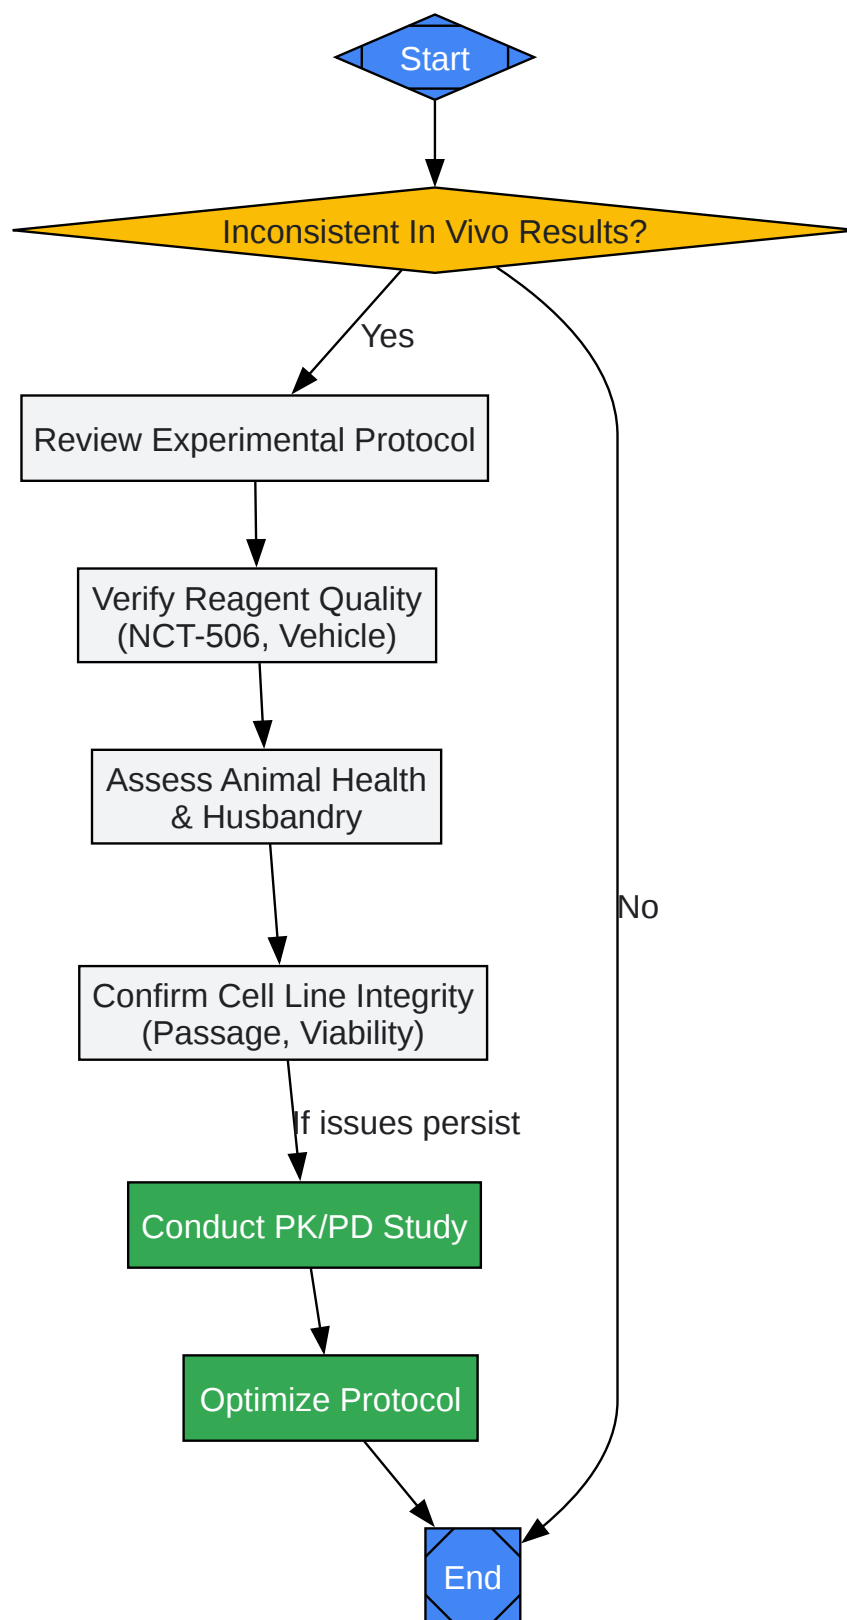 Start
Inconsistent In Vivo Results?
Yes
Review Experimental Protocol
Verify Reagent Quality
(NCT-506, Vehicle)
Assess Animal Health
& Husbandry
No
Confirm Cell Line Integrity
(Passage, Viability)
If issues persist
Conduct PK/PD Study
Optimize Protocol
End